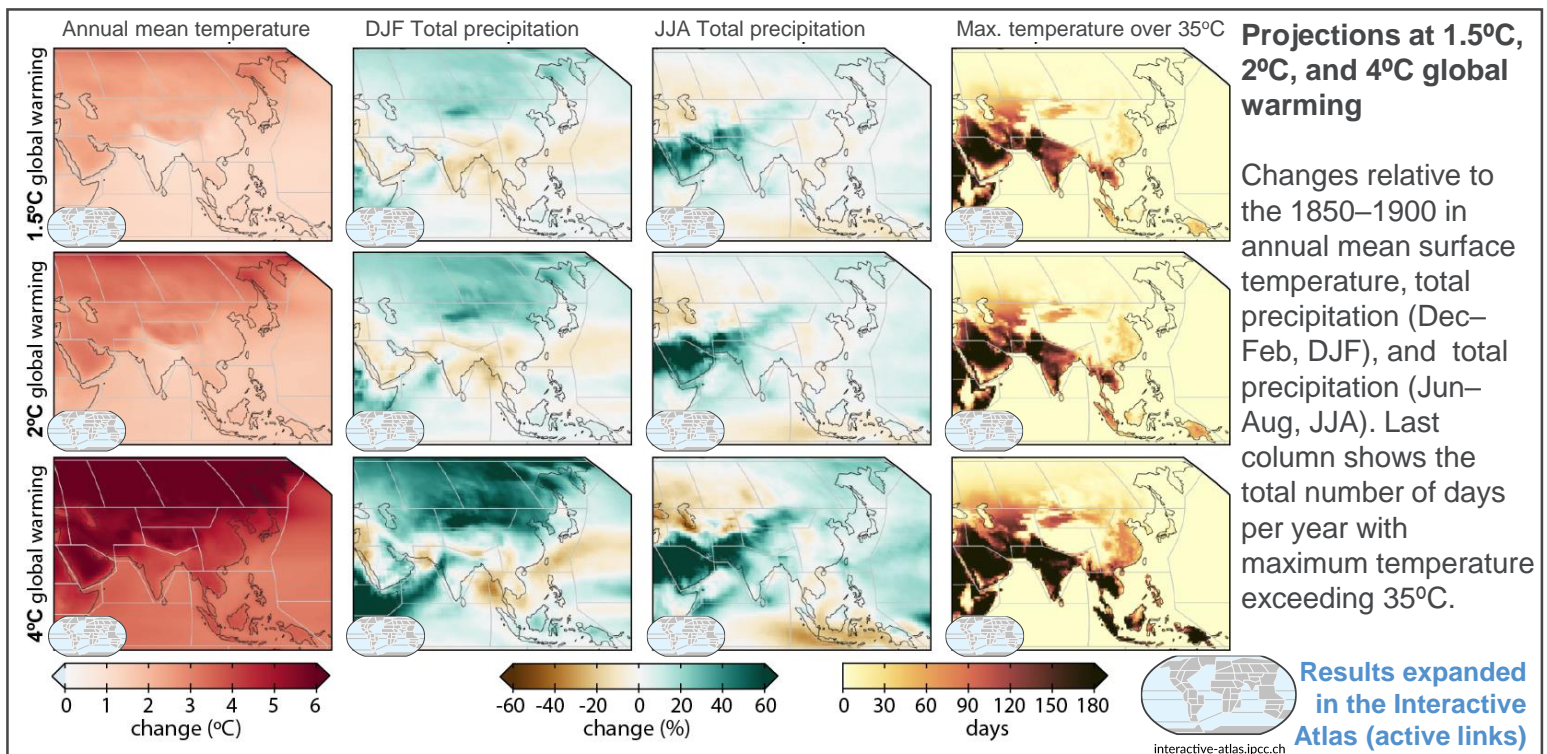 Annual mean temperature
DJF Total precipitation
JJA Total precipitation
Max. temperature over 35ºC
1.5ºC global warming
2ºC global warming
4ºC global warming
0 1 2 3 4 5 6
change (ºC)
-60 -40 -20 0 20 40 60
change (%)
0 30 60 90 120 150 180
days
Projections at 1.5ºC,
2ºC, and 4ºC global
warming
Changes relative to
the 1850–1900 in
annual mean surface
temperature, total
precipitation (Dec–
Feb, DJF), and total
precipitation (Jun–
Aug, JJA). Last
column shows the
total number of days
per year with
maximum temperature
exceeding 35ºC.
interactive-atlas.ipcc.ch
Results expanded
in the Interactive
Atlas (active links)